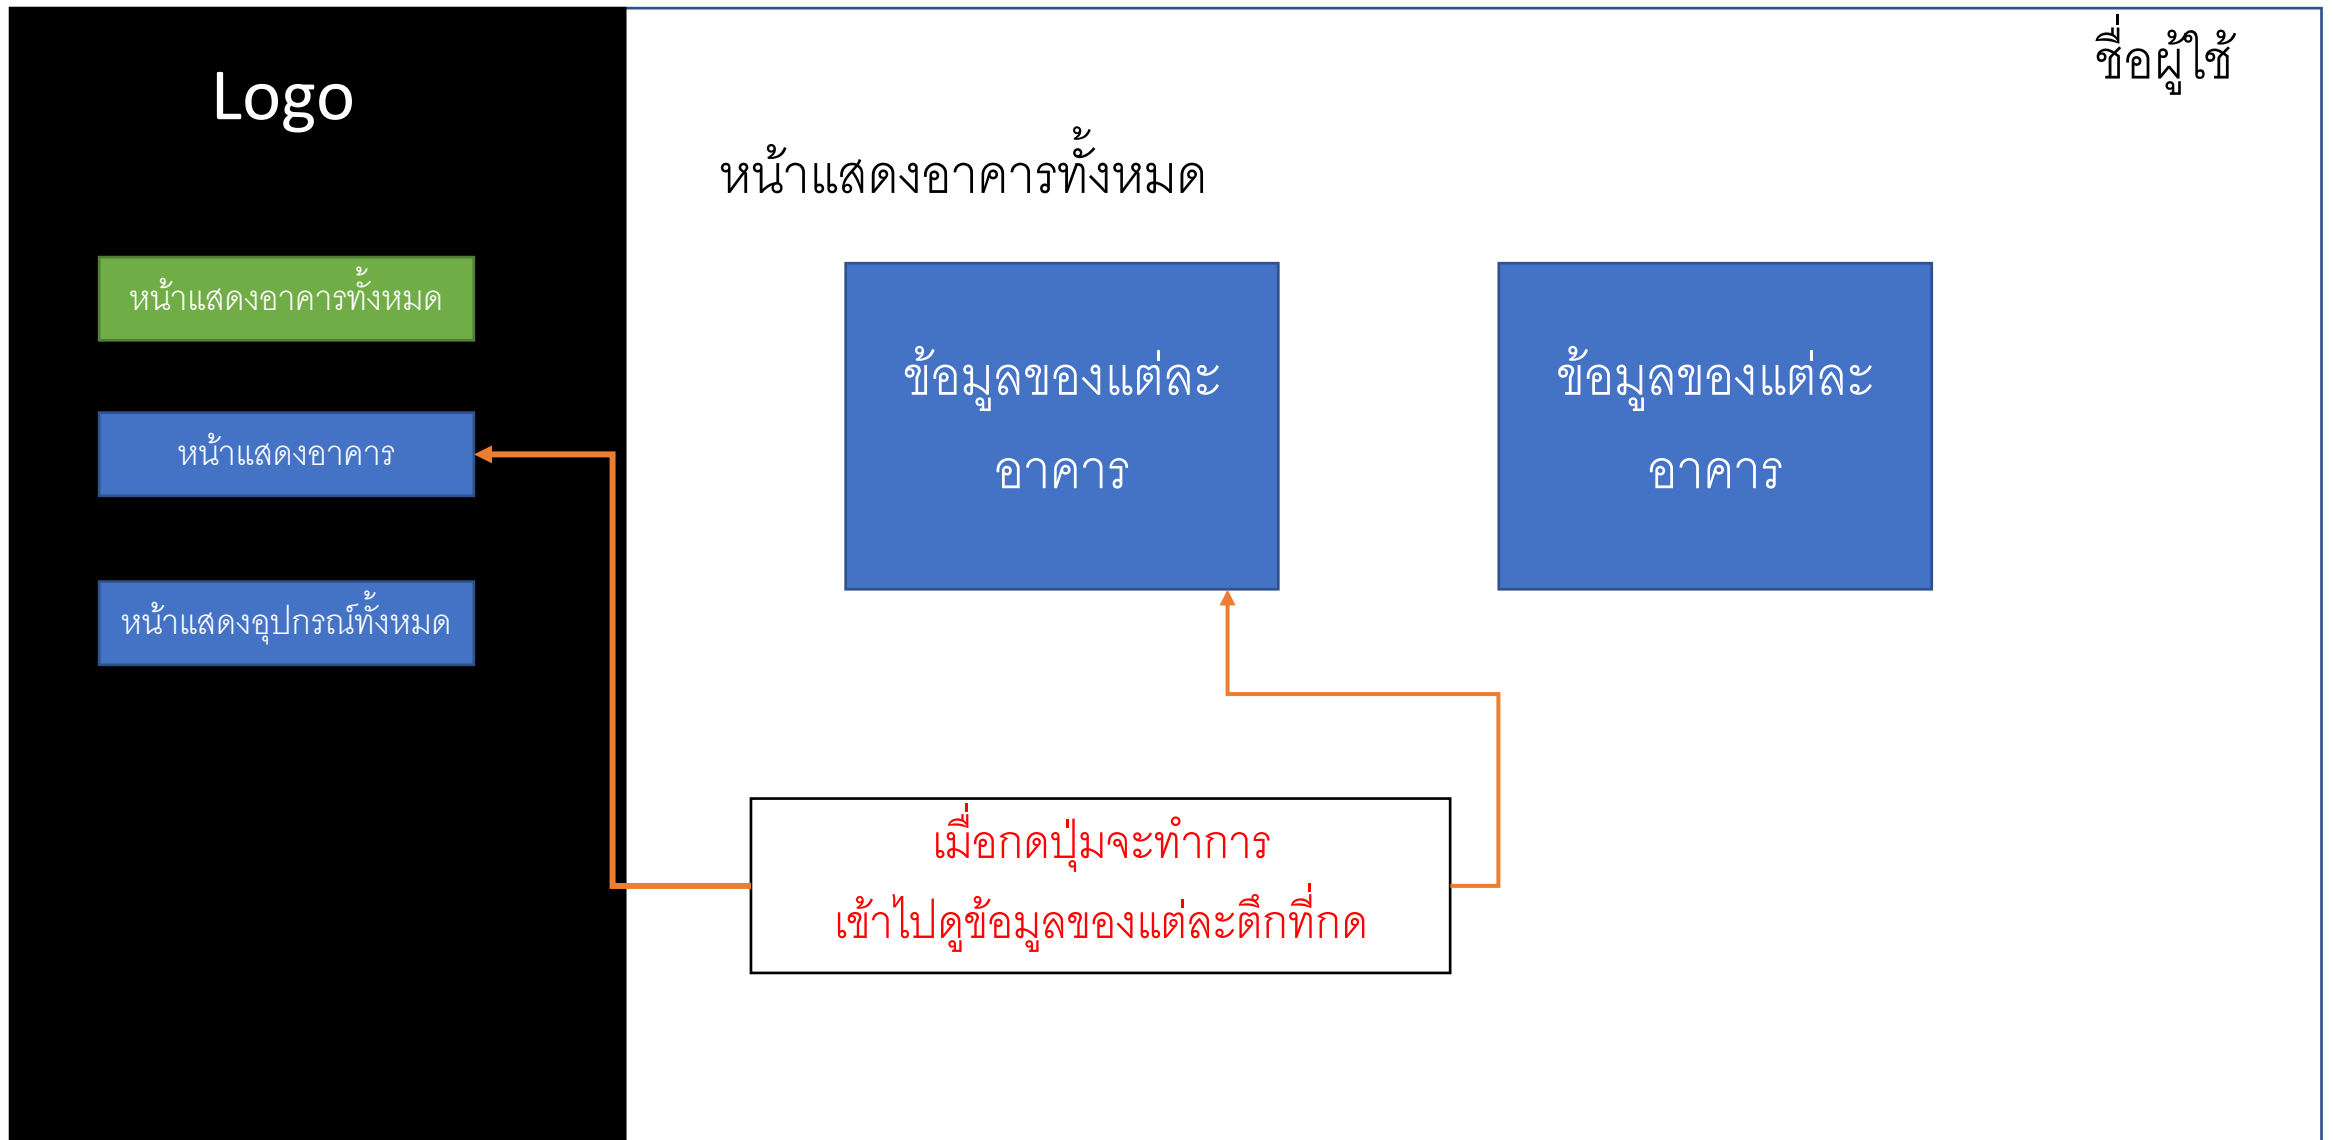 Logo
ชื่อผู้ใช้
หน้าแสดงอาคารทั้งหมด
หน้าแสดงอาคารทั้งหมด
หน้าแสดงอาคาร
หน้าแสดงอุปกรณ์ทั้งหมด
ข้อมูลของแต่ละ
อาคาร
ข้อมูลของแต่ละ
อาคาร
เมื่อกดปุ่มจะทำการ
เข้าไปดูข้อมูลของแต่ละตึกที่กด